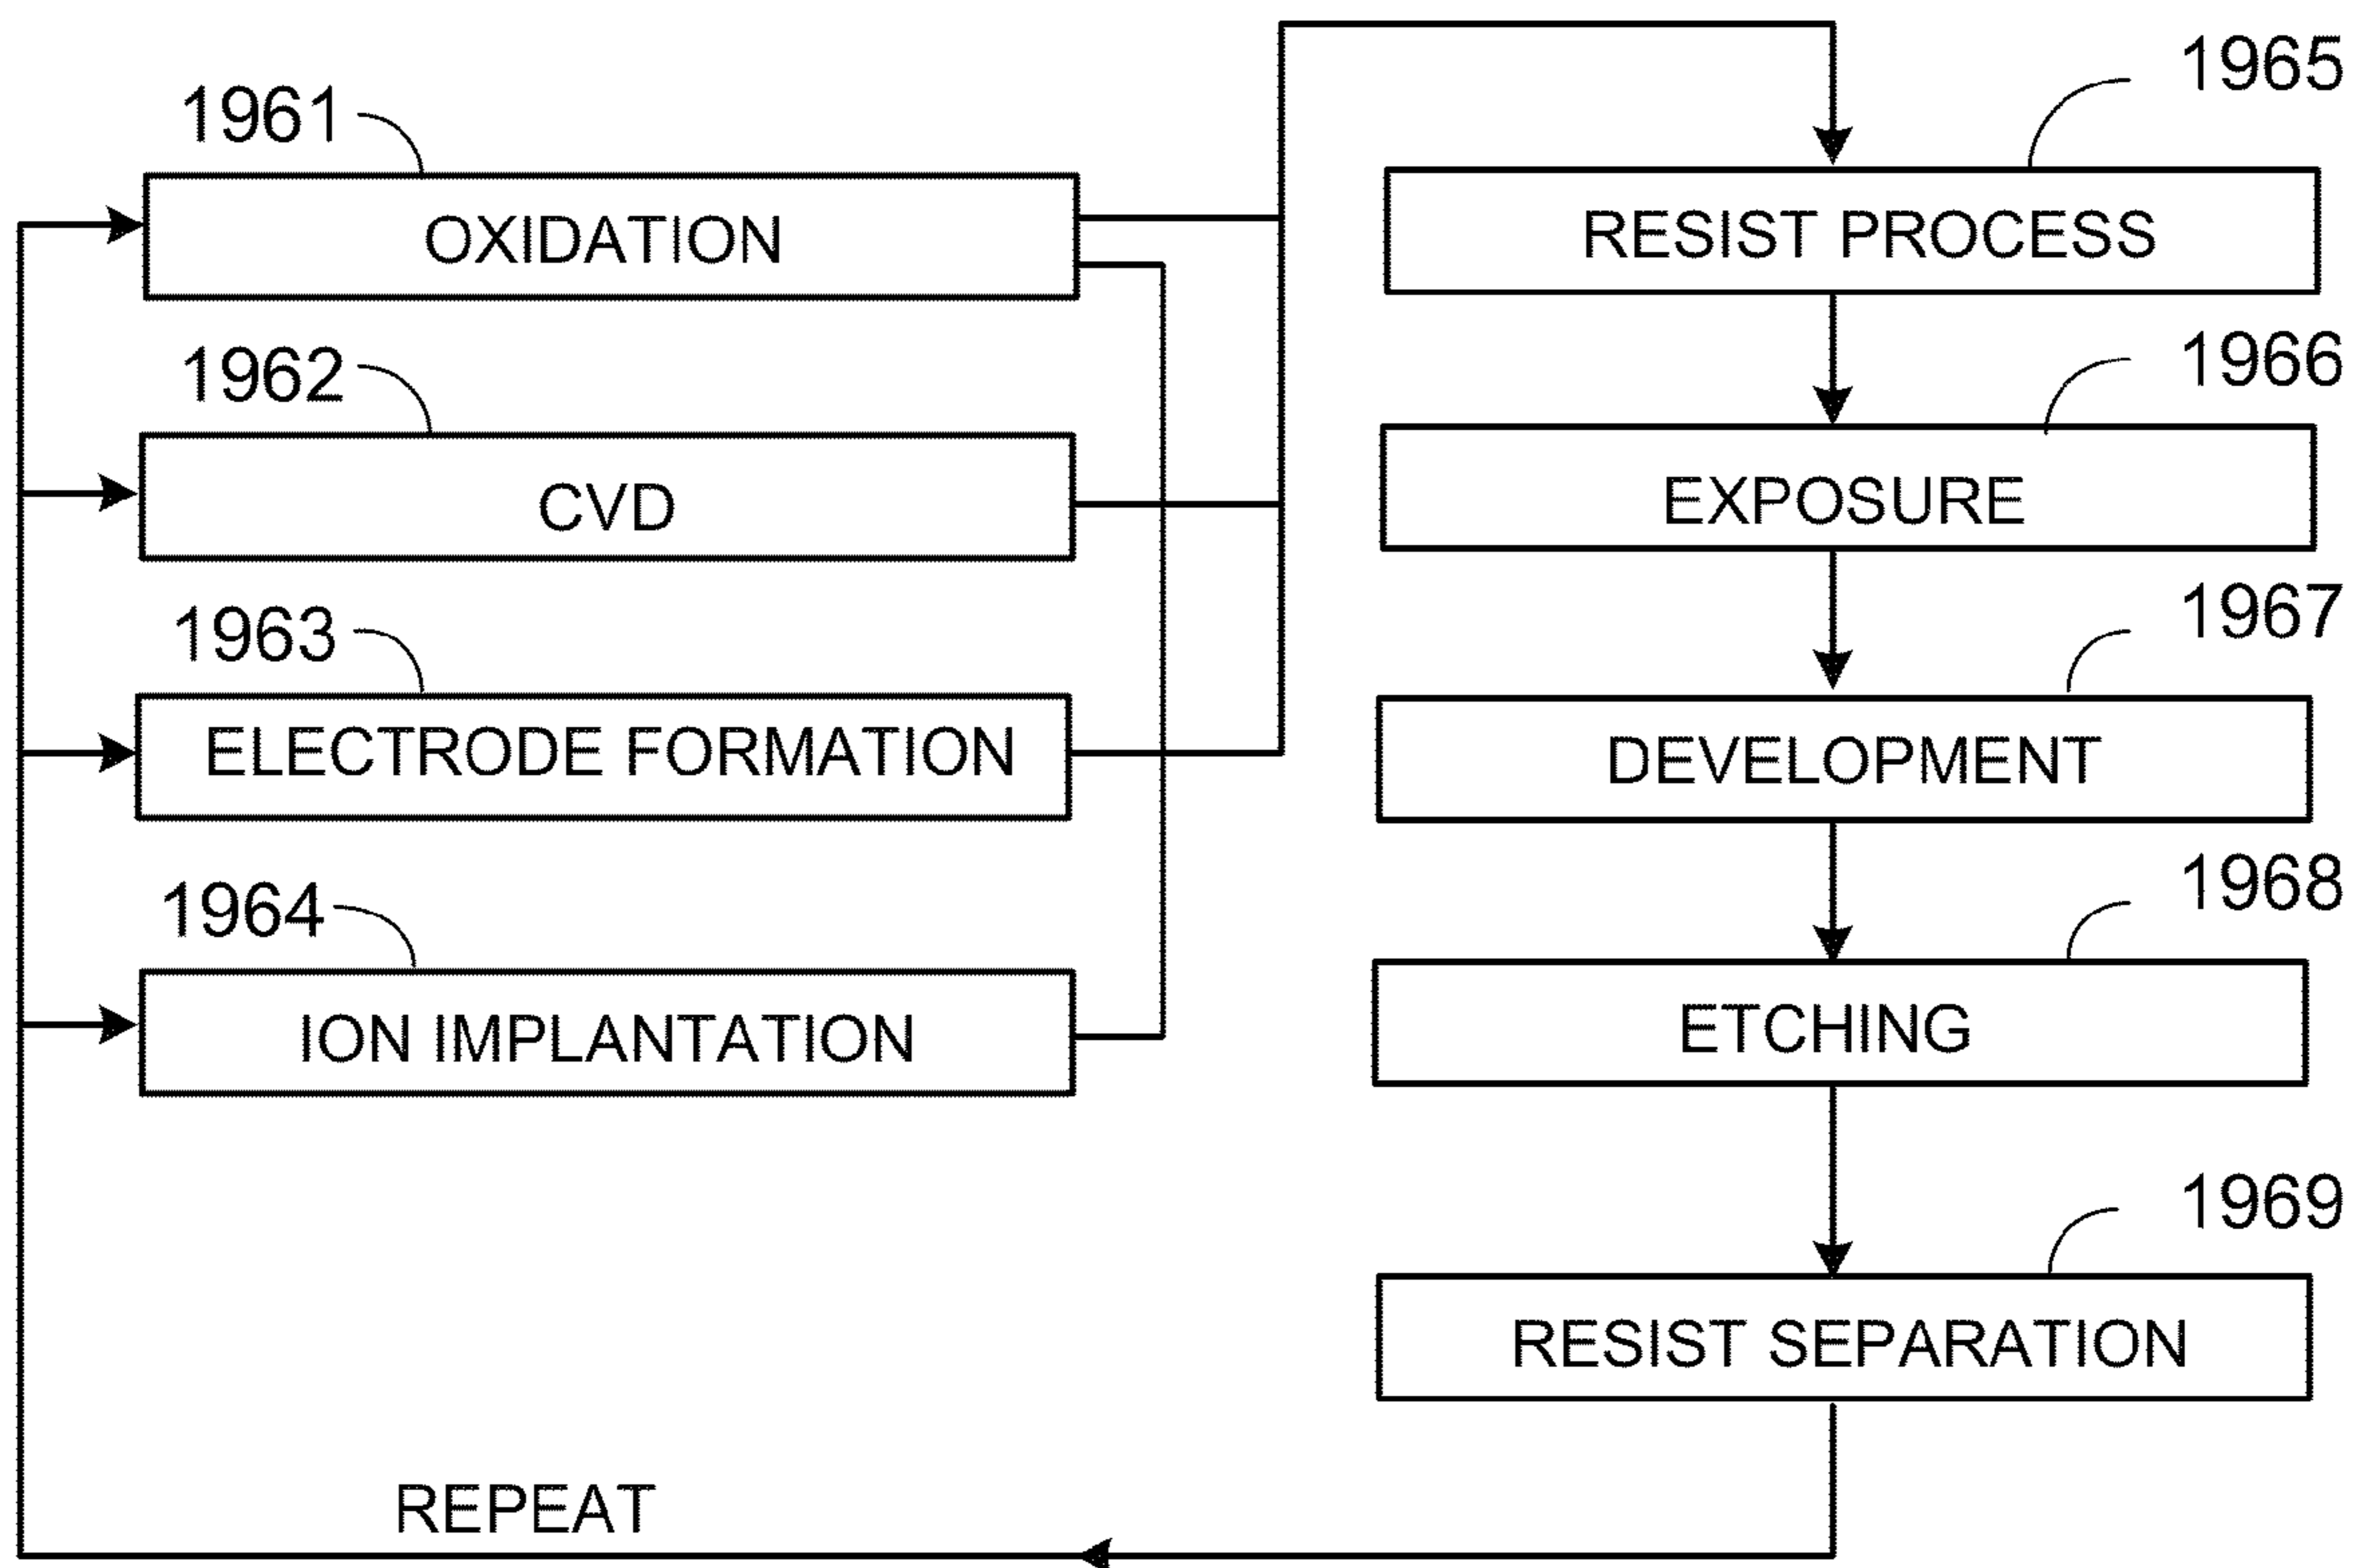 1961
OXIDATION
1962
CVD
1963
ELECTRODE FORMATION
1964
ION IMPLANTATION
1965
RESIST PROCESS
1966
EXPOSURE
1967
DEVELOPMENT
1968
ETCHING
1969
RESIST SEPARATION
REPEAT